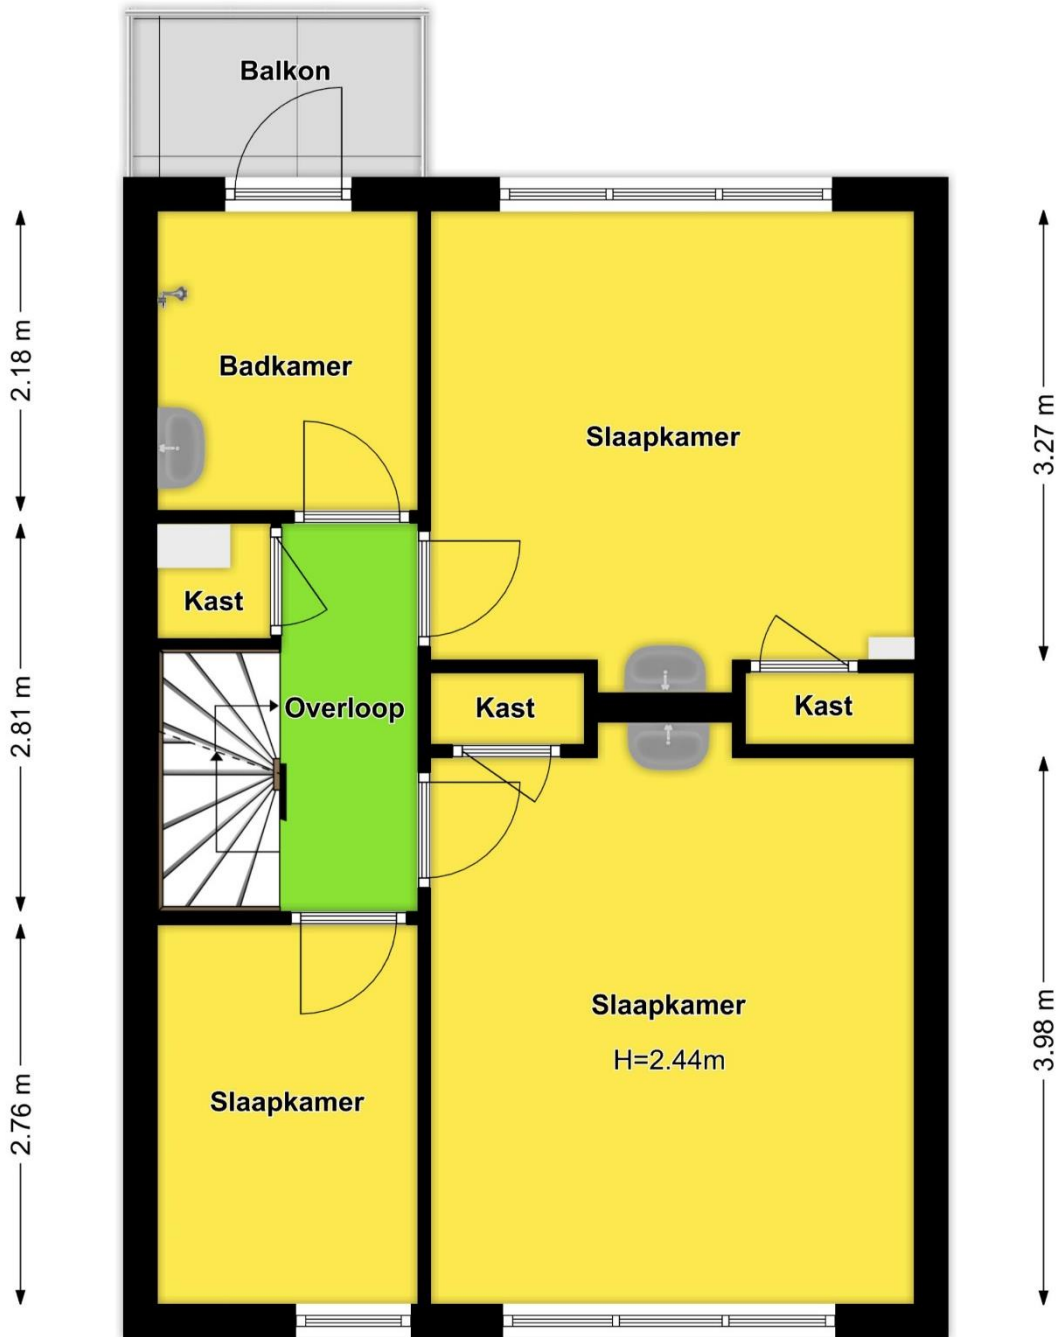 Balkon
2.18 m
Badkamer
3.27 m
Slaapkamer
Kast
2.81 m
Overloop
Kast
Kast
Slaapkamer
H=2.44m
3.98 m
2.76 m
Slaapkamer